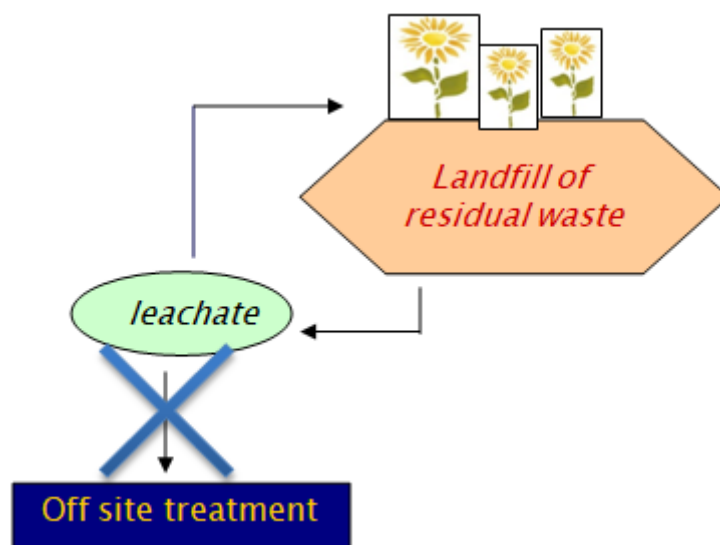 Landfill of
residual waste
leachate
Off site treatment